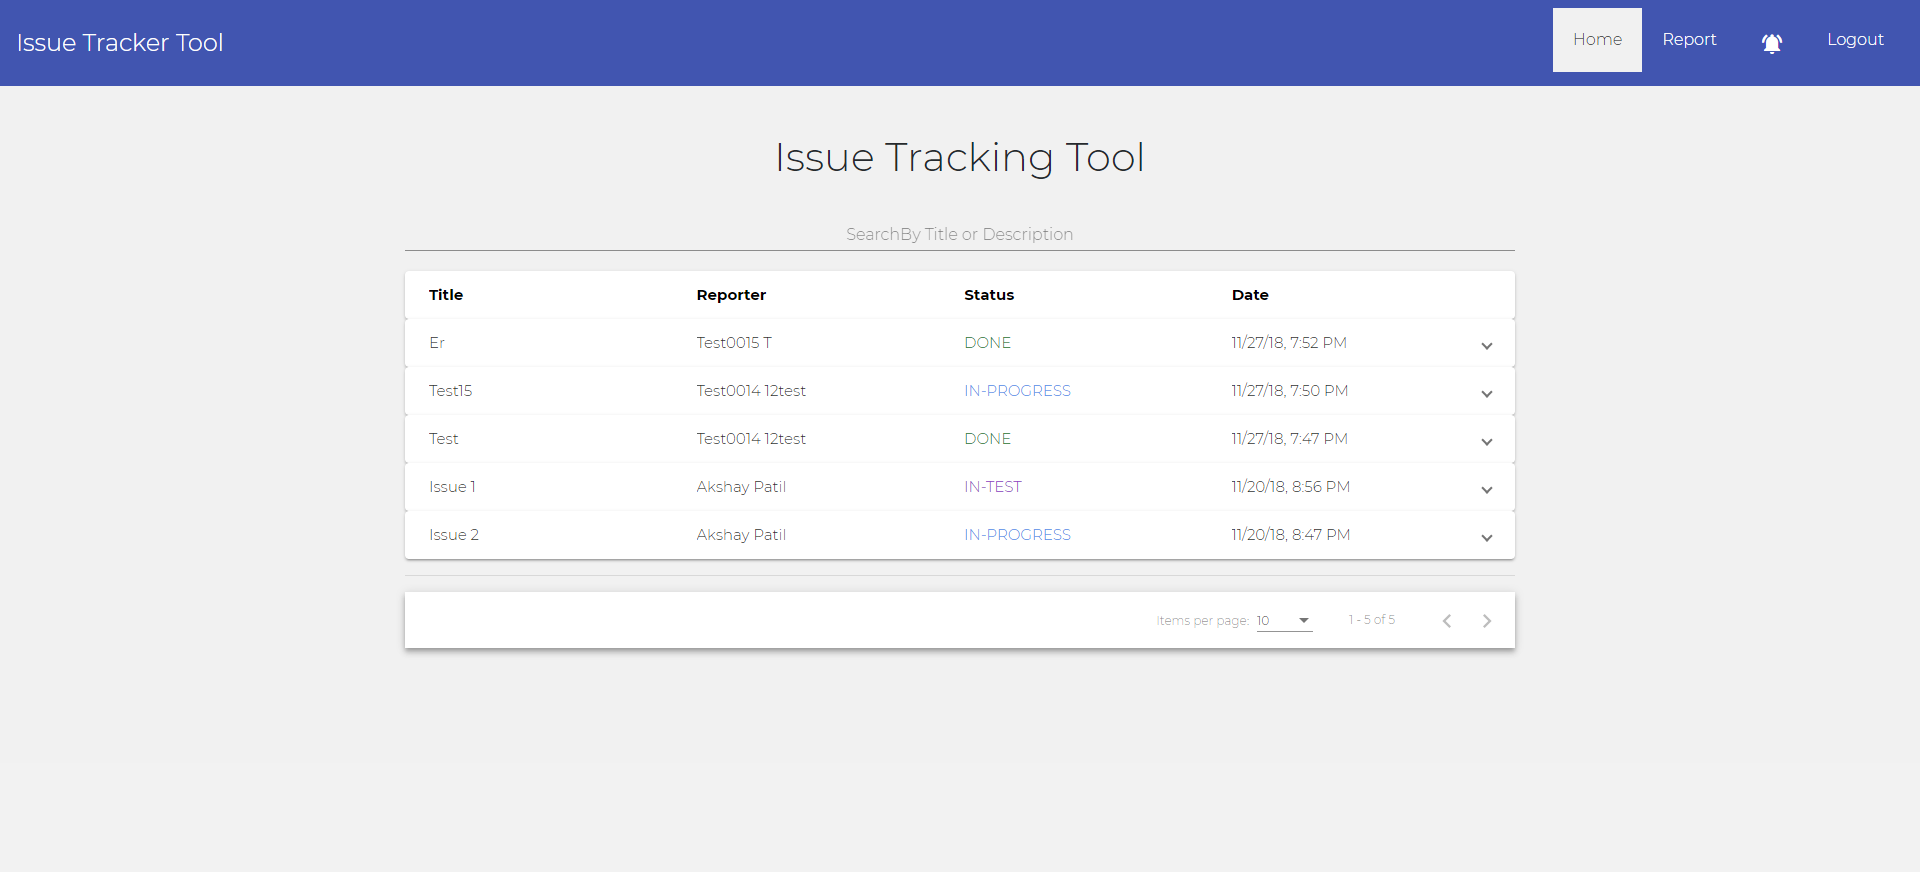 Issue Tracker Tool Home Report Logout
Issue Tracking Tool
SearchBy Title or Description
Title Reporter Status Date
Er Test0015 T DONE 11/27/18, 7:52 PM
Test15 Test0014 12test IN-PROGRESS 11/27/18, 7:50 PM
Test Test0014 12test DONE 11/27/18, 7:47 PM
Issue 1 Akshay Patil IN-TEST 11/20/18, 8:56 PM
Issue 2 Akshay Patil IN-PROGRESS 11/20/18, 8:47 PM
Items per page: 10 1 - 5 of 5